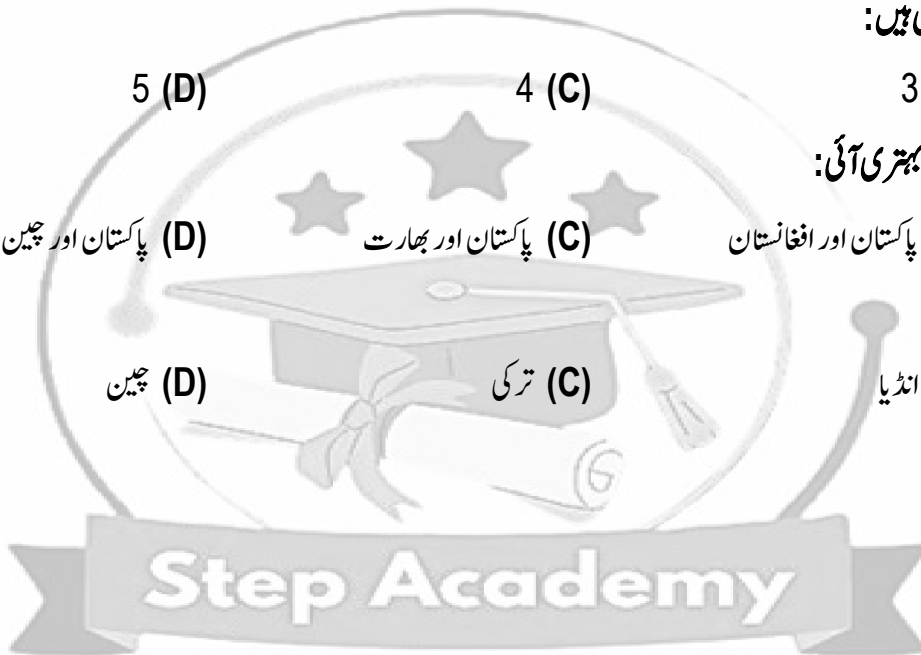 ہیں:
3 (C) 4 (D) 5
بہتری آئی:
پاکستان اور افغانستان (C) پاکستان اور بھارت (D) پاکستان اور چین
انڈیا (C) ترکی (D) چین
Step Academy